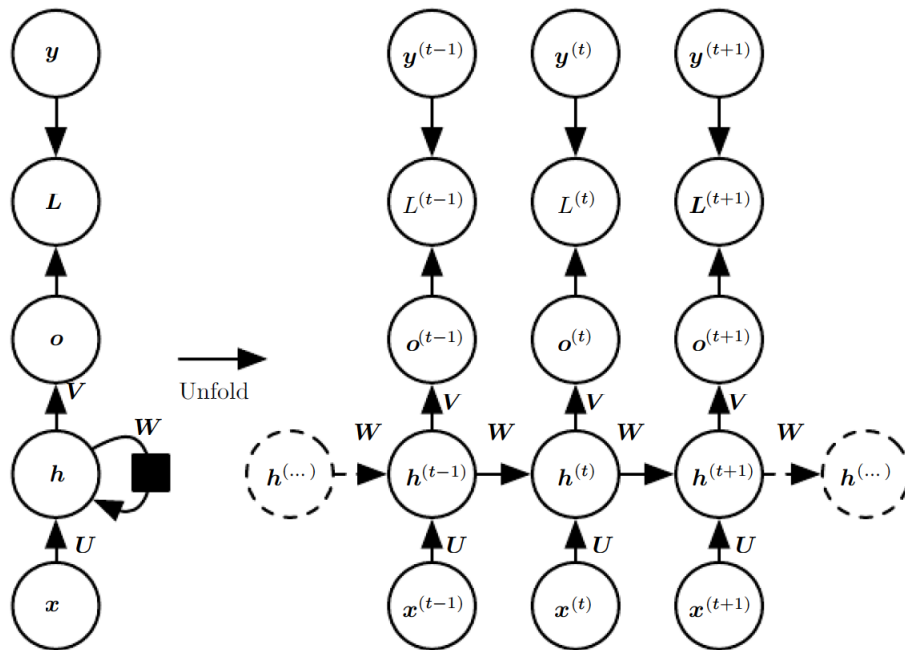 y y^(t−1) y^(t) y^(t+1)
L L^(t−1) L^(t) L^(t+1)
o o^(t−1) o^(t) o^(t+1)
Unfold
V V V V
W W W W W
h h^(...) h^(t−1) h^(t) h^(t+1) h^(...)
U U U U
x x^(t−1) x^(t) x^(t+1)